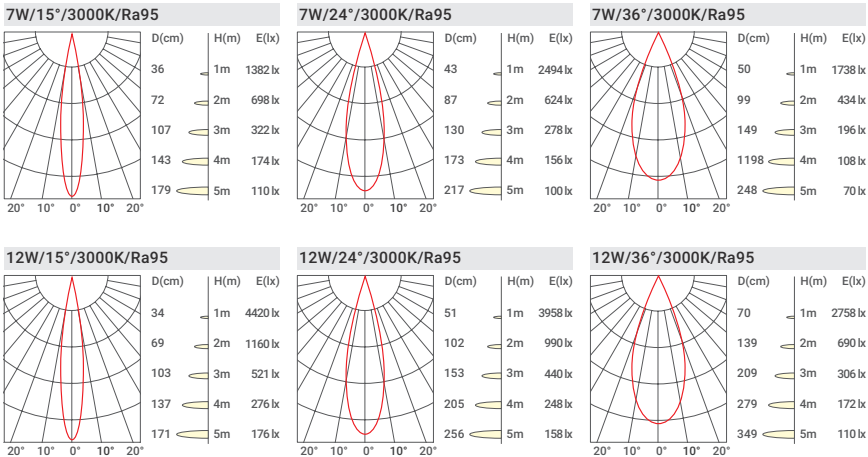 7W/15°/3000K/Ra95
D(cm) H(m) E(lx)
36 1m 1382 lx
72 2m 698 lx
107 3m 322 lx
143 4m 174 lx
179 5m 110 lx
20° 10° 0° 10° 20°
7W/24°/3000K/Ra95
D(cm) H(m) E(lx)
43 1m 2494 lx
87 2m 624 lx
130 3m 278 lx
173 4m 156 lx
217 5m 100 lx
20° 10° 0° 10° 20°
7W/36°/3000K/Ra95
D(cm) H(m) E(lx)
50 1m 1738 lx
99 2m 434 lx
149 3m 196 lx
1198 4m 108 lx
248 5m 70 lx
20° 10° 0° 10° 20°
12W/15°/3000K/Ra95
D(cm) H(m) E(lx)
34 1m 4420 lx
69 2m 1160 lx
103 3m 521 lx
137 4m 276 lx
171 5m 176 lx
20° 10° 0° 10° 20°
12W/24°/3000K/Ra95
D(cm) H(m) E(lx)
51 1m 3958 lx
102 2m 990 lx
153 3m 440 lx
205 4m 248 lx
256 5m 158 lx
20° 10° 0° 10° 20°
12W/36°/3000K/Ra95
D(cm) H(m) E(lx)
70 1m 2758 lx
139 2m 690 lx
209 3m 306 lx
279 4m 172 lx
349 5m 110 lx
20° 10° 0° 10° 20°